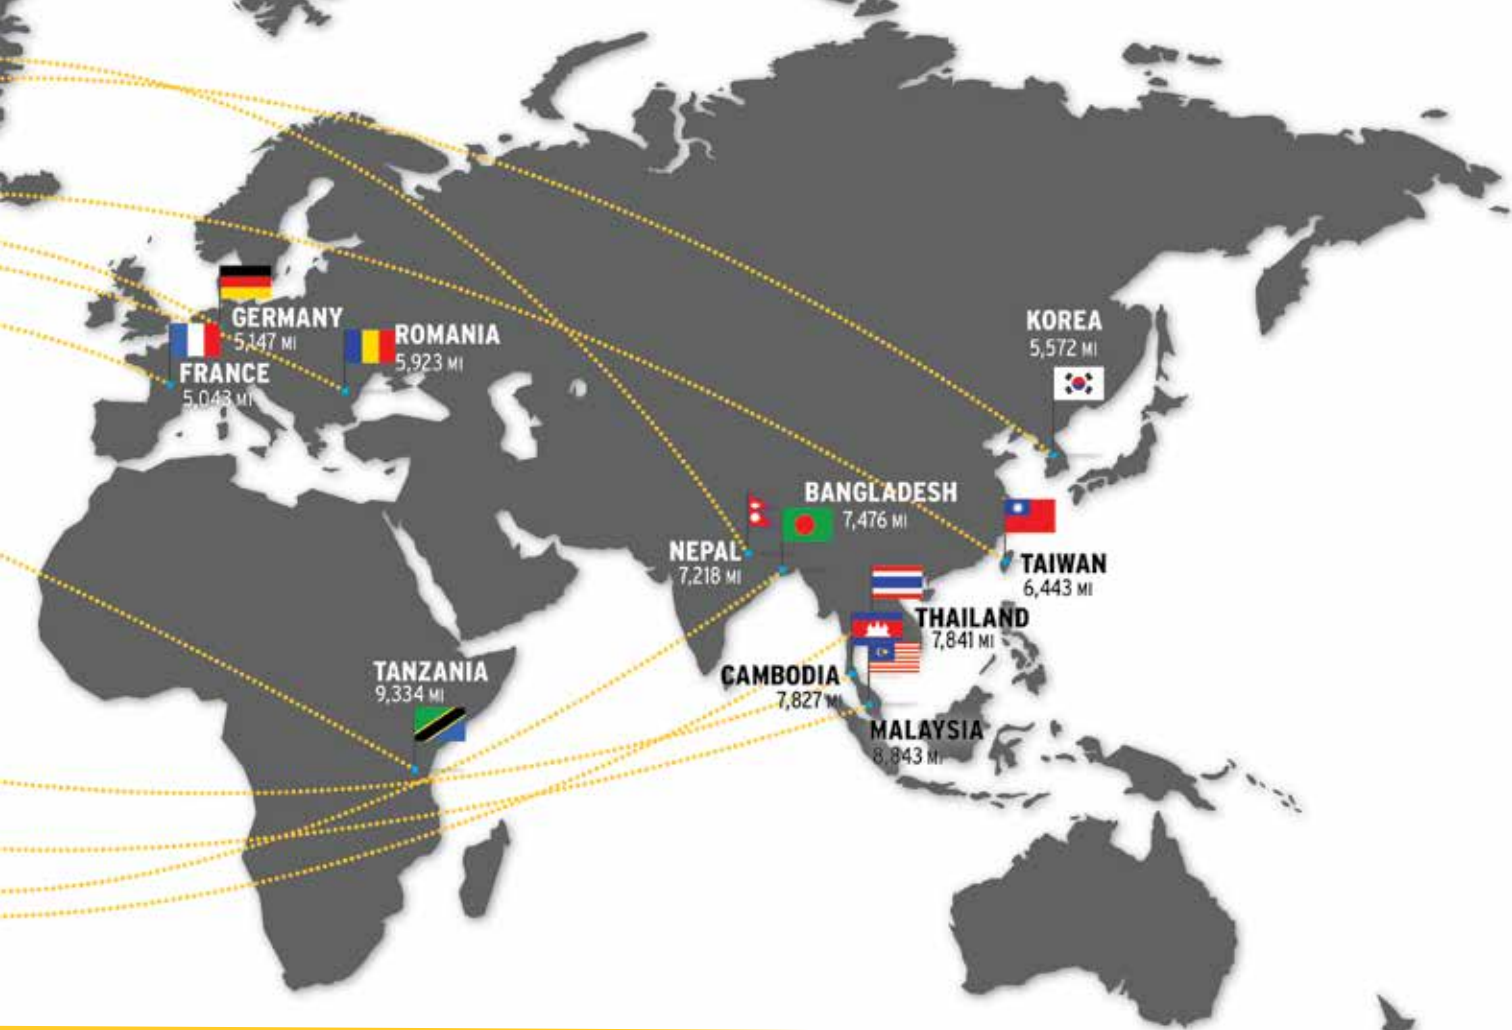 GERMANY
5,147 MI
ROMANIA
5,923 MI
FRANCE
5,043 MI
KOREA
5,572 MI
BANGLADESH
7,476 MI
NEPAL
7,218 MI
TAIWAN
6,443 MI
THAILAND
7,841 MI
TANZANIA
9,334 MI
CAMBODIA
7,827 MI
MALAYSIA
8,843 MI